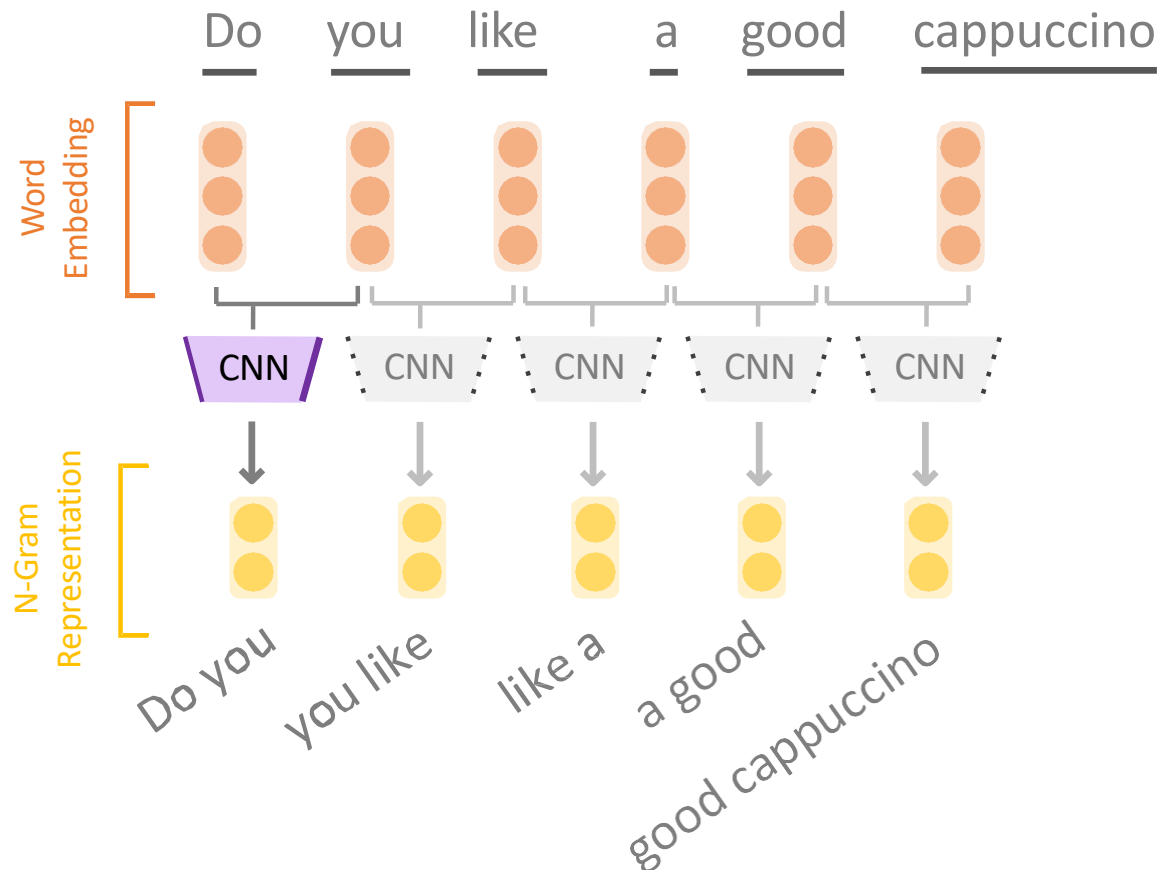 Do you like a good cappuccino
Word
Embedding
CNN CNN CNN CNN CNN
N-Gram
Representation
Do you
you like
like a
a good
good cappuccino